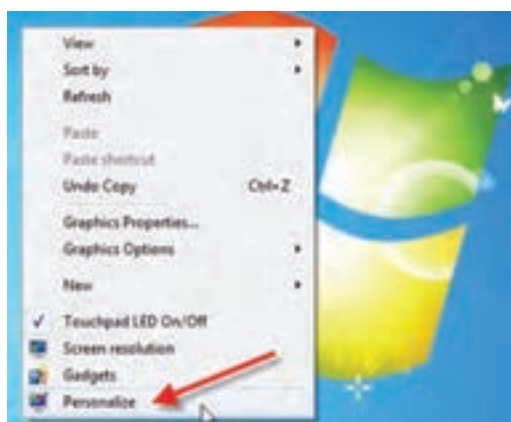 View
Sort by
Refresh
Paste
Paste shortcut
Undo Copy Ctrl+Z
Graphics Properties...
Graphics Options
New
Touchpad LED On/Off
Screen resolution
Gadgets
Personalize